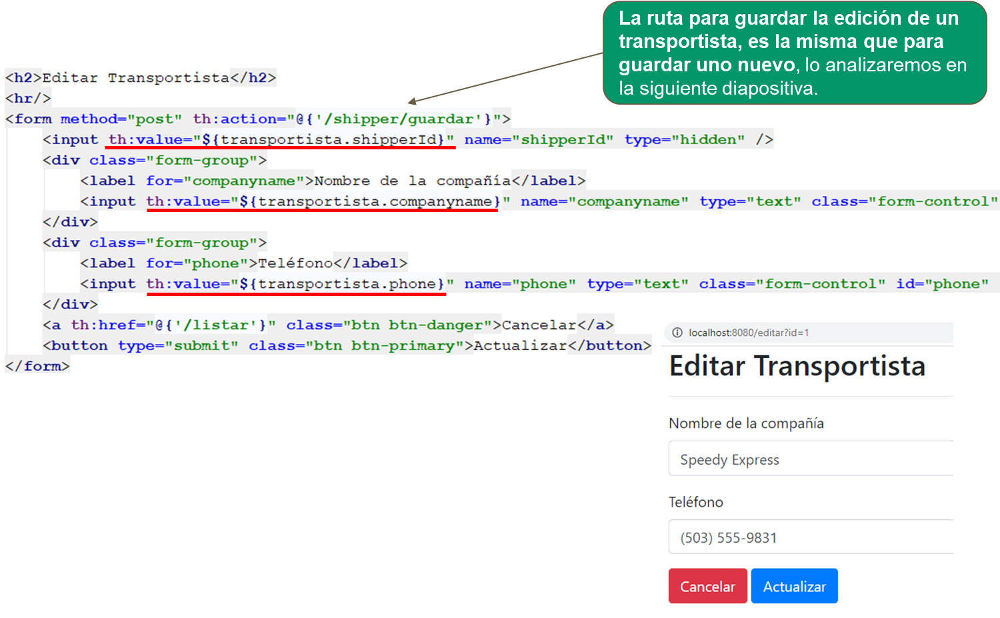 La ruta para guardar la edición de un
transportista, es la misma que para
guardar uno nuevo, lo analizaremos en
la siguiente diapositiva.
<h2>Editar Transportista</h2>
<hr/>
<form method="post" th:action="@{'/shipper/guardar'}">
<input th:value="${transportista.shipperId}" name="shipperId" type="hidden" />
<div class="form-group">
<label for="companyname">Nombre de la compañía</label>
<input th:value="${transportista.companyname}" name="companyname" type="text" class="form-control"
</div>
<div class="form-group">
<label for="phone">Teléfono</label>
<input th:value="${transportista.phone}" name="phone" type="text" class="form-control" id="phone"
</div>
<a th:href="@{'/listar'}" class="btn btn-danger">Cancelar</a>
<button type="submit" class="btn btn-primary">Actualizar</button>
</form>
localhost:8080/editar?id=1
Editar Transportista
Nombre de la compañía
Speedy Express
Teléfono
(503) 555-9831
Cancelar Actualizar